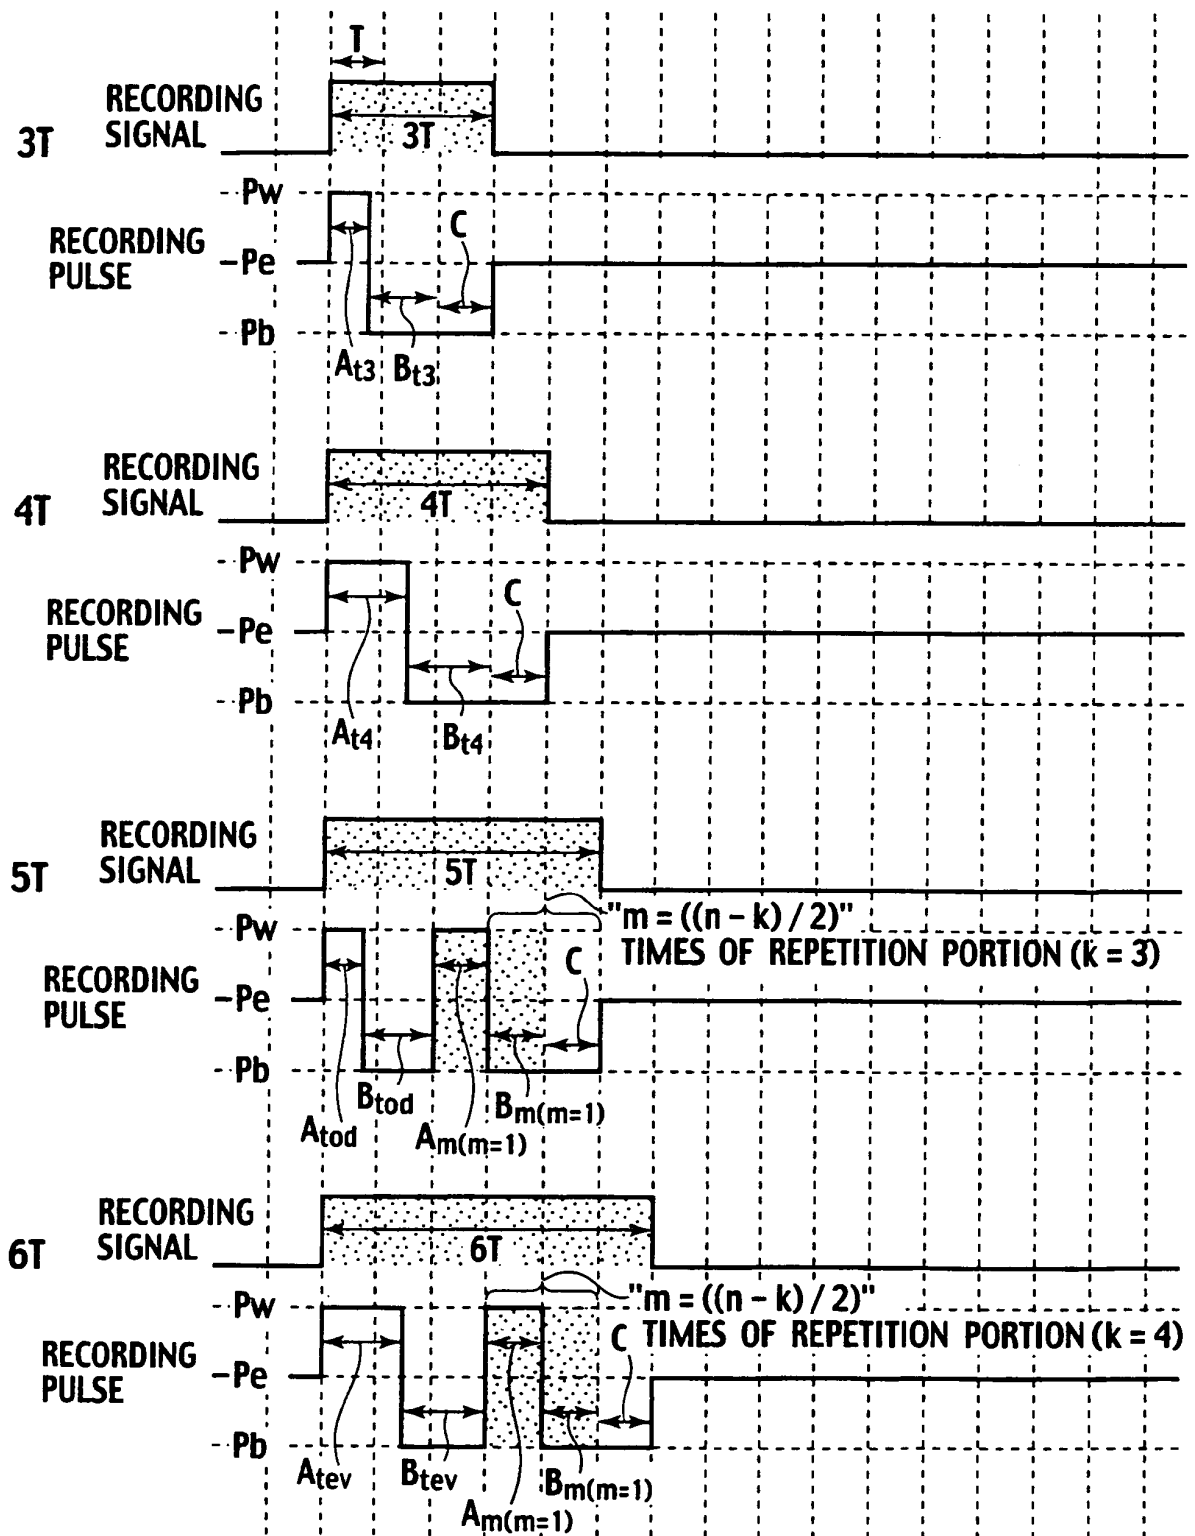 T
RECORDING
SIGNAL
3T
3T
Pw
C
RECORDING
PULSE
Pe
Pb
At3
Bt3
RECORDING
SIGNAL
4T
4T
Pw
C
RECORDING
PULSE
Pe
Pb
At4
Bt4
RECORDING
SIGNAL
5T
5T
"m = ((n - k) / 2)"
TIMES OF REPETITION PORTION (k = 3)
Pw
C
RECORDING
PULSE
Pe
Pb
Btod
Bm(m=1)
Atod
Am(m=1)
RECORDING
SIGNAL
6T
6T
"m = ((n - k) / 2)"
TIMES OF REPETITION PORTION (k = 4)
Pw
C
RECORDING
PULSE
Pe
Pb
Atev
Btev
Bm(m=1)
Am(m=1)